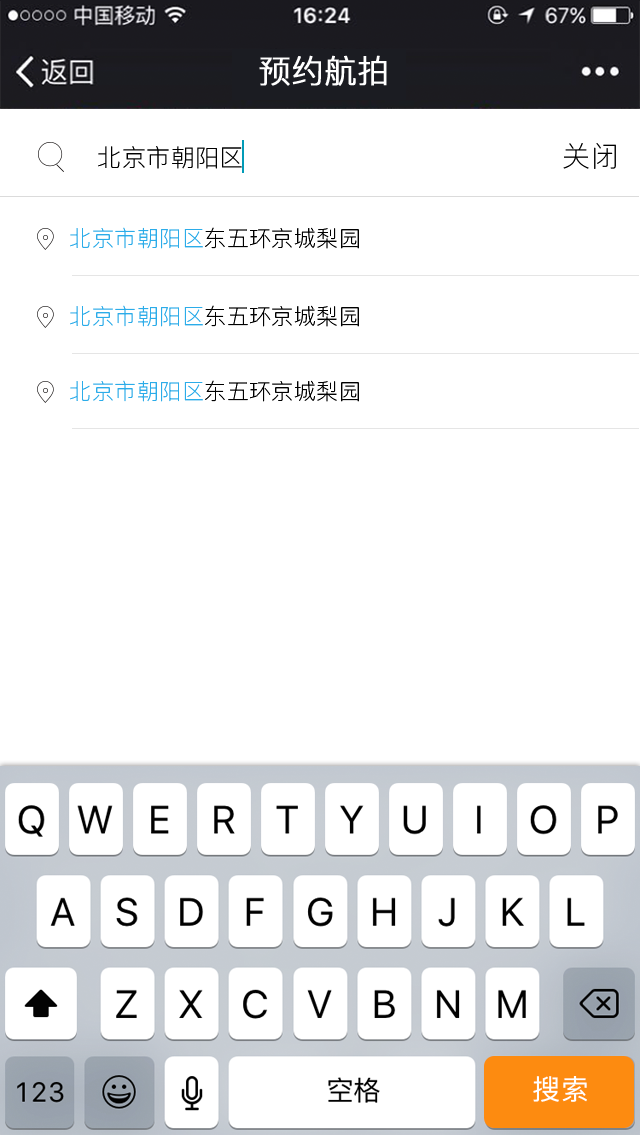 中国移动 16:24 67%
返回 预约航拍
北京市朝阳区 关闭
北京市朝阳区东五环京城梨园
北京市朝阳区东五环京城梨园
北京市朝阳区东五环京城梨园
Q W E R T Y U I O P
A S D F G H J K L
Z X C V B N M
123 空格 搜索